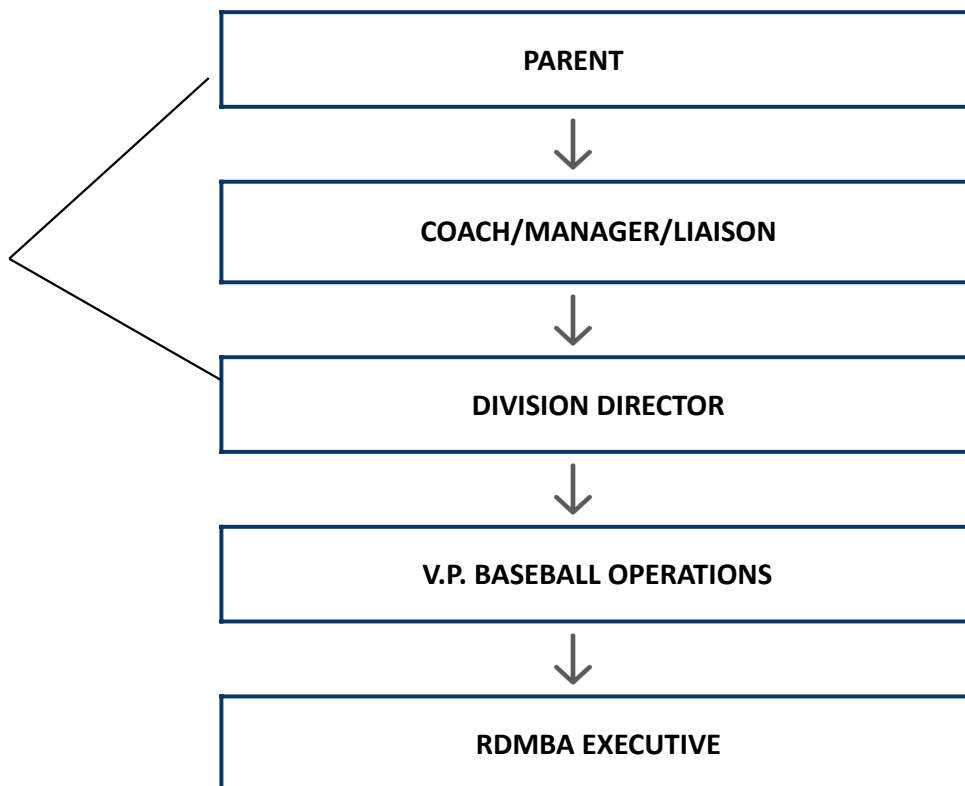 PARENT
COACH/MANAGER/LIAISON
DIVISION DIRECTOR
V.P. BASEBALL OPERATIONS
RDMBA EXECUTIVE